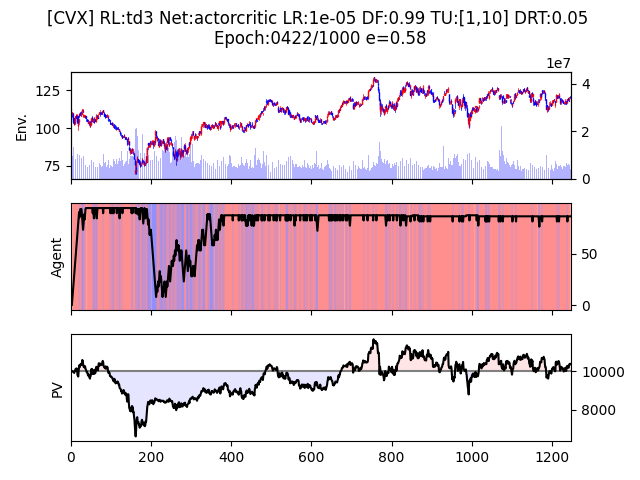 [CVX] RL:td3 Net:actorcritic LR:1e-05 DF:0.99 TU:[1,10] DRT:0.05
Epoch:0422/1000 e=0.58
1e7
125
100
75
Env.
4
2
0
Agent
50
0
PV
10000
8000
0
200
400
600
800
1000
1200